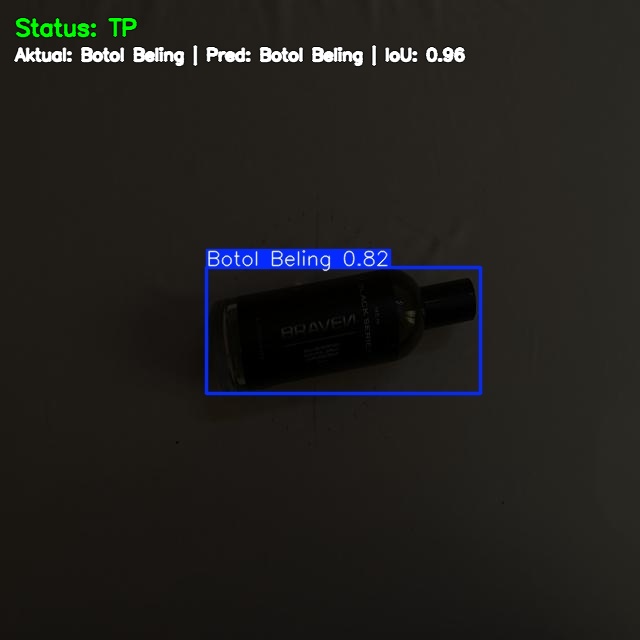 Status: TP
Aktual: Botol Beling | Pred: Botol Beling | IoU: 0.96
Botol Beling 0.82
BRAVEN